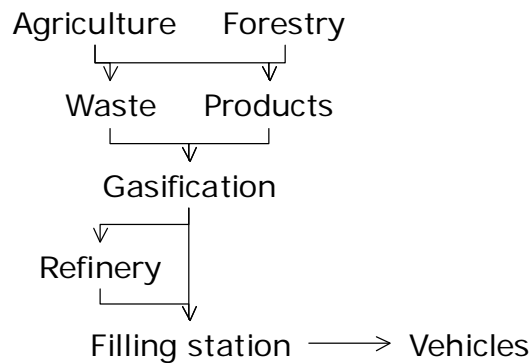 Agriculture Forestry
Waste Products
Gasification
Refinery
Filling station Vehicles